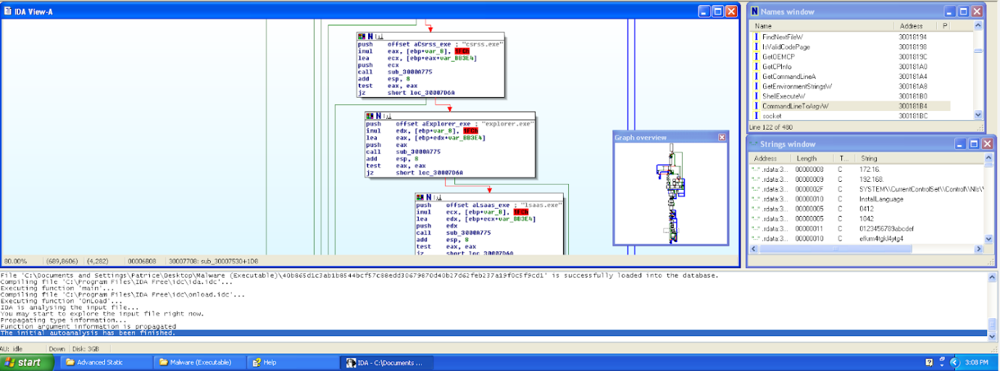 IDA View-A
push offset aCsrss_exe ; "csrss.exe"
imul eax, [ebp+var_8], 1FCh
lea ecx, [ebp+eax+var_BB3E4]
push ecx
call sub_3000A775
add esp, 8
test eax, eax
jz short loc_30007D6A
push offset aExplorer_exe ; "explorer.exe"
imul edx, [ebp+var_8], 1FCh
lea eax, [ebp+edx+var_BB3E4]
push eax
call sub_3000A775
add esp, 8
test eax, eax
jz short loc_30007D6A
push offset aLsaas_exe ; "lsaas.exe"
imul ecx, [ebp+var_8], 1FCh
lea edx, [ebp+ecx+var_BB3E4]
push edx
call sub_3000A775
add esp, 8
test eax, eax
Graph overview
80.00% (689,8606) (4,282) 00006B08 30007708: sub_30007530+1D8
Names window
Name Address P
FindNextFileW 30018194
IsValidCodePage 30018198
GetOEMCP 3001819C
GetCPInfo 300181A0
GetCommandLineA 300181A4
GetEnvironmentStringsW 300181A8
ShellExecuteW 300181B0
CommandLineToArgvW 300181B4
socket 300181BC
Line 122 of 480
Strings window
Address Length T... String
.rdata:3... 00000008 C 172.16.
.rdata:3... 00000009 C 192.168.
.rdata:3... 0000002F C SYSTEM\\CurrentControlSet\\Control\\Nls\\
.rdata:3... 00000010 C InstallLanguage
.rdata:3... 00000005 C 0412
.rdata:3... 00000005 C 1042
.rdata:3... 00000011 C 0123456789abcdef
.rdata:3... 00000010 C efkrm4tgkl4ytg4
File 'C:\Documents and Settings\Patrice\Desktop\Malware (Executable)\40b865d1c3ab1b8544bcf57c88edd30679870d40b27d62feb237a19f0c5f9cd1' is successfully loaded into the database.
Compiling file 'C:\Program Files\IDA Free\idc\ida.idc'...
Executing function 'main'...
Compiling file 'C:\Program Files\IDA Free\idc\onload.idc'...
Executing function 'OnLoad'...
IDA is analysing the input file...
You may start to explore the input file right now.
Propagating type information...
Function argument information is propagated
The initial autoanalysis has been finished.
AU: idle Down Disk: 3GB
start Advanced Static Malware (Executable) Help IDA - C:\Documents ... 3:08 PM